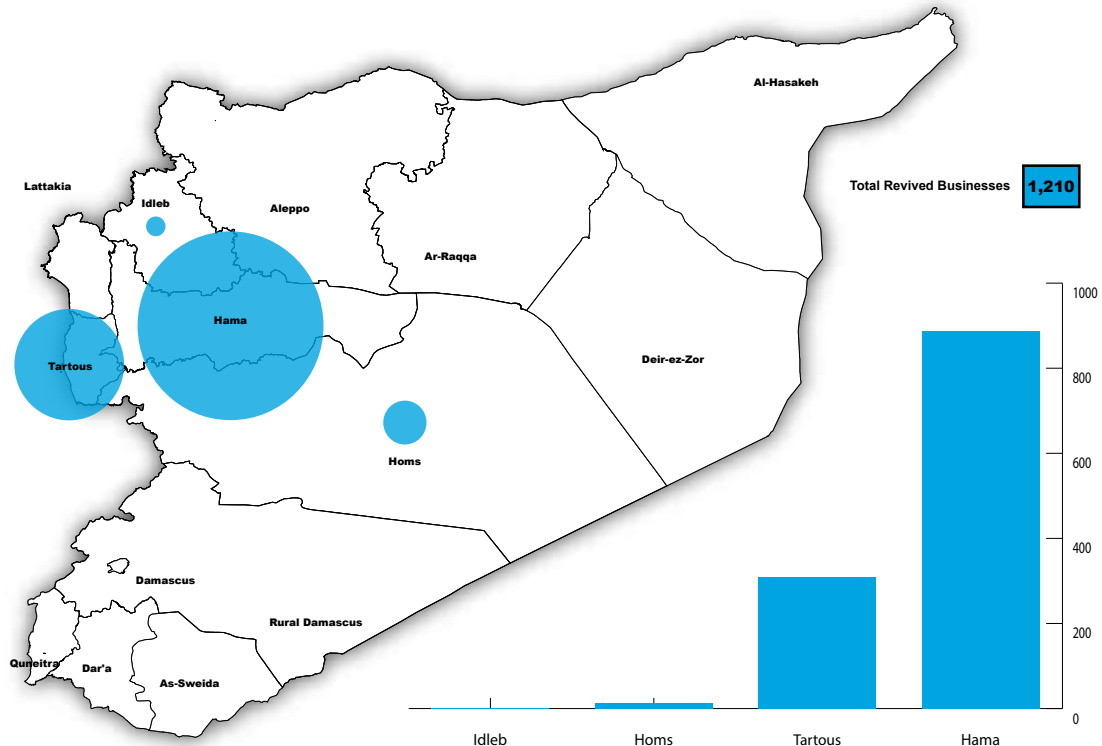 Al-Hasakeh
Total Revived Businesses 1,210
Lattakia
Idleb
Aleppo
Ar-Raqqa
Hama
Deir-ez-Zor
Tartous
Homs
Damascus
Rural Damascus
Quneitra
Dar'a
As-Sweida
1000
800
600
400
200
0
Idleb Homs Tartous Hama